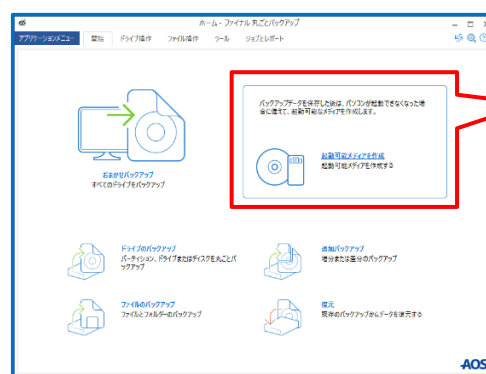 ホーム - ファイナル丸ごとバックアップ
アプリケーションメニュー 開始 ドライブ操作 ファイル操作 ツール ジョブとレポート
バックアップデータを保存した後は、パソコンが起動できなくなった場
合に備えて、起動可能なメディアを作成します。
起動可能メディアを作成
起動可能メディアを作成する
おまかせバックアップ
すべてのドライブをバックアップ
ドライブのバックアップ
パーティション、ドライブまたはディスクを丸ごとバ
ックアップ
追加バックアップ
増分または差分のバックアップ
ファイルのバックアップ
ファイルとフォルダーのバックアップ
復元
既存のバックアップからデータを復元する
AOS